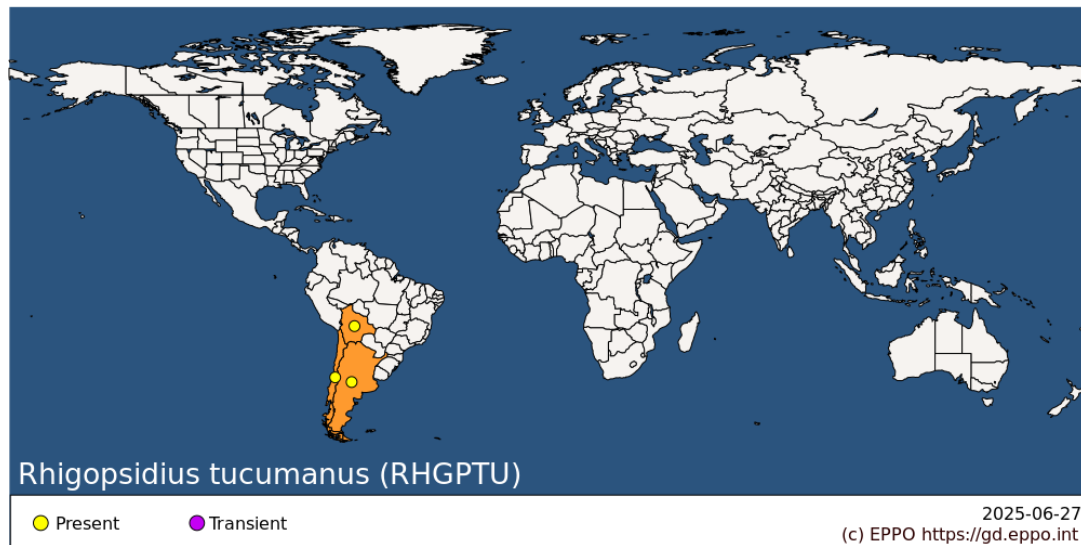 Rhigopsidius tucumanus (RHGPTU)
Present
Transient
2025-06-27
(c) EPPO https://gd.eppo.int